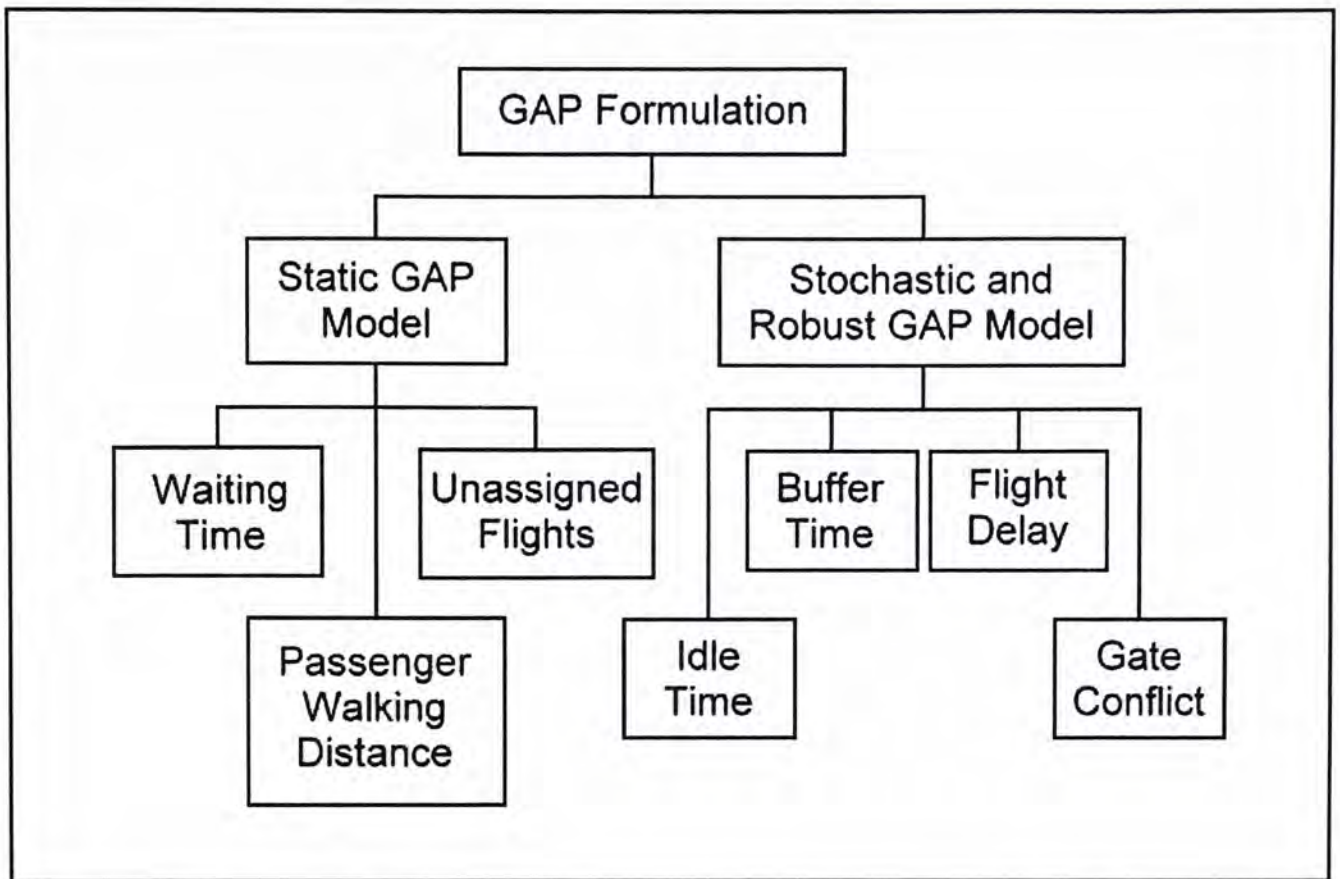 GAP Formulation
Static GAP
Model
Stochastic and
Robust GAP Model
Waiting
Time
Unassigned
Flights
Buffer
Time
Flight
Delay
Passenger
Walking
Distance
Idle
Time
Gate
Conflict